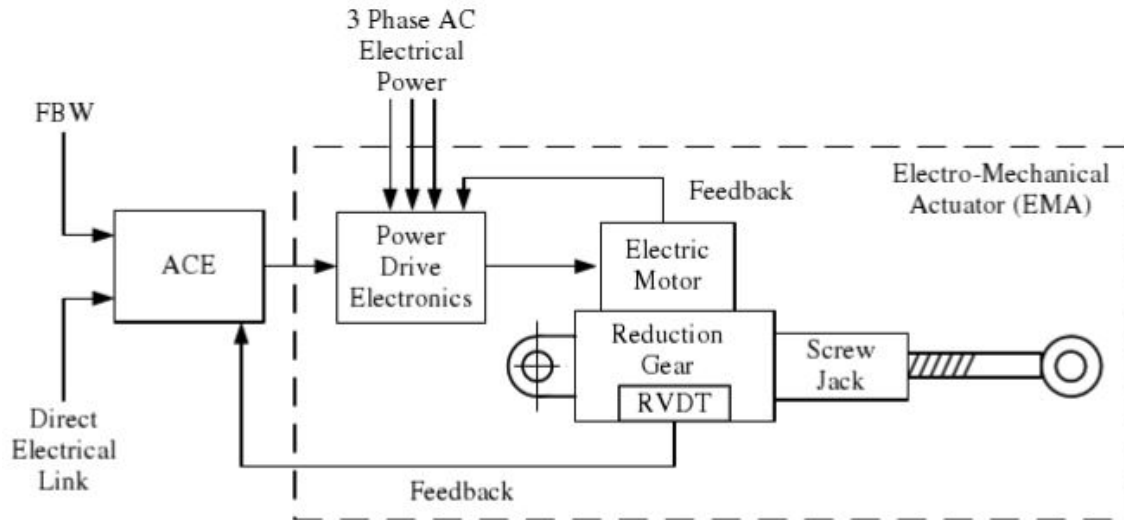 3 Phase AC
Electrical
Power
FBW
Electro-Mechanical
Actuator (EMA)
Feedback
ACE
Power
Drive
Electronics
Electric
Motor
Reduction
Gear
Screw
Jack
RVDT
Direct
Electrical
Link
Feedback